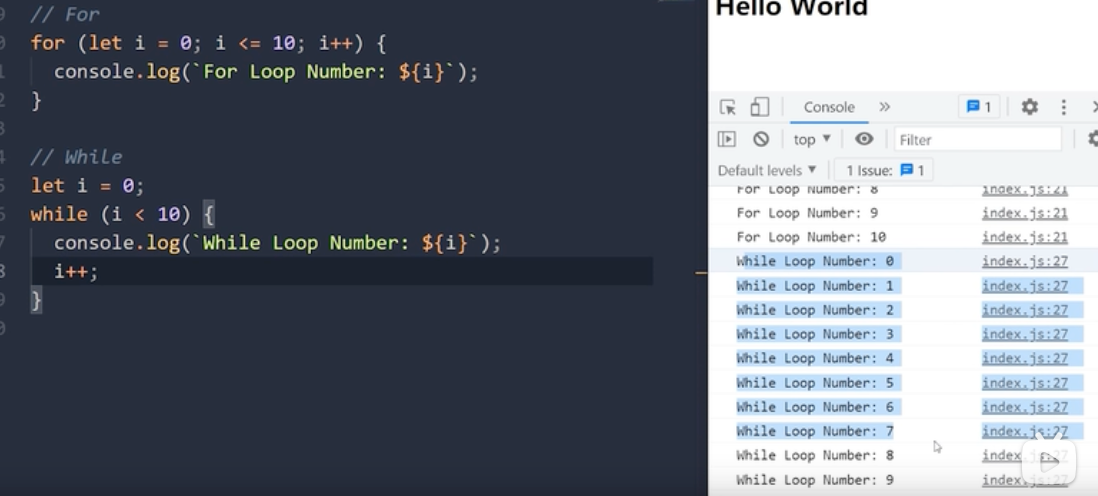 // For
for (let i = 0; i <= 10; i++) {
console.log(`For Loop Number: ${i}`);
}
// While
let i = 0;
while (i < 10) {
console.log(`While Loop Number: ${i}`);
i++;
}
Hello World
Console
1
top
Filter
Default levels
1 Issue: 1
For Loop Number: 8 index.js:21
For Loop Number: 9 index.js:21
For Loop Number: 10 index.js:21
While Loop Number: 0 index.js:27
While Loop Number: 1 index.js:27
While Loop Number: 2 index.js:27
While Loop Number: 3 index.js:27
While Loop Number: 4 index.js:27
While Loop Number: 5 index.js:27
While Loop Number: 6 index.js:27
While Loop Number: 7 index.js:27
While Loop Number: 8 index.js:27
While Loop Number: 9 index.js:27